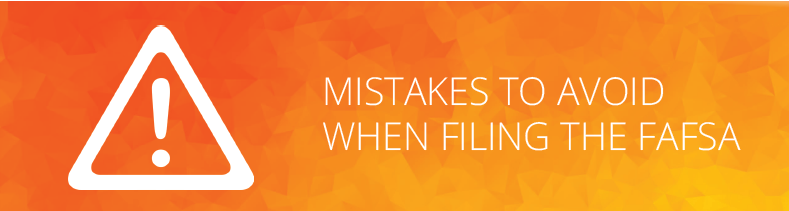 MISTAKES TO AVOID
WHEN FILING THE FAFSA